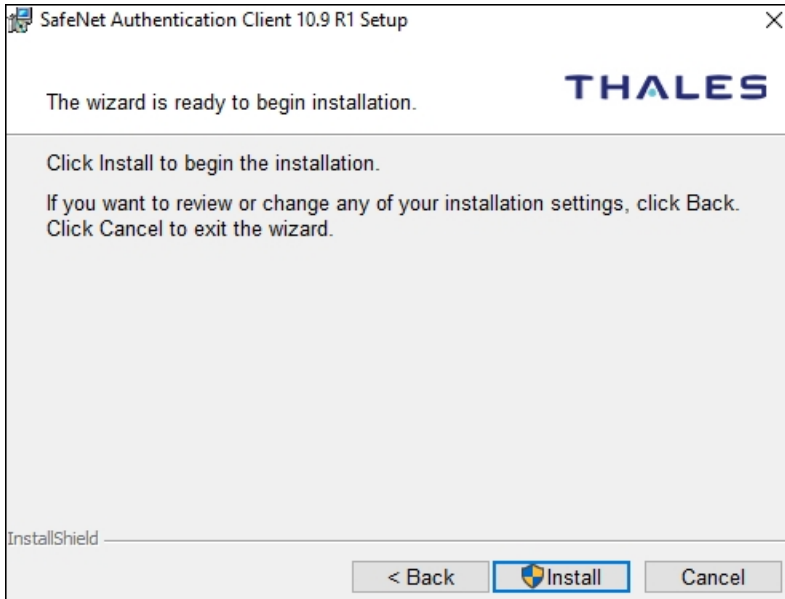 SafeNet Authentication Client 10.9 R1 Setup
THALES
The wizard is ready to begin installation.
Click Install to begin the installation.
If you want to review or change any of your installation settings, click Back.
Click Cancel to exit the wizard.
InstallShield
< Back
Install
Cancel